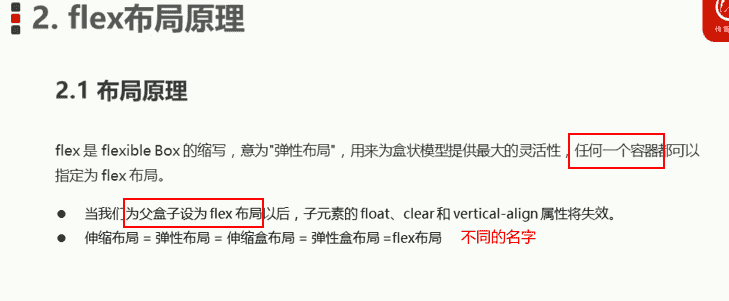 2. flex布局原理
2.1 布局原理
flex 是 flexible Box 的缩写，意为"弹性布局"，用来为盒状模型提供最大的灵活性，任何一个容器都可以
指定为 flex 布局。
● 当我们为父盒子设为 flex 布局以后，子元素的 float、clear 和 vertical-align 属性将失效。
● 伸缩布局 = 弹性布局 = 伸缩盒布局 = 弹性盒布局 =flex布局 不同的名字